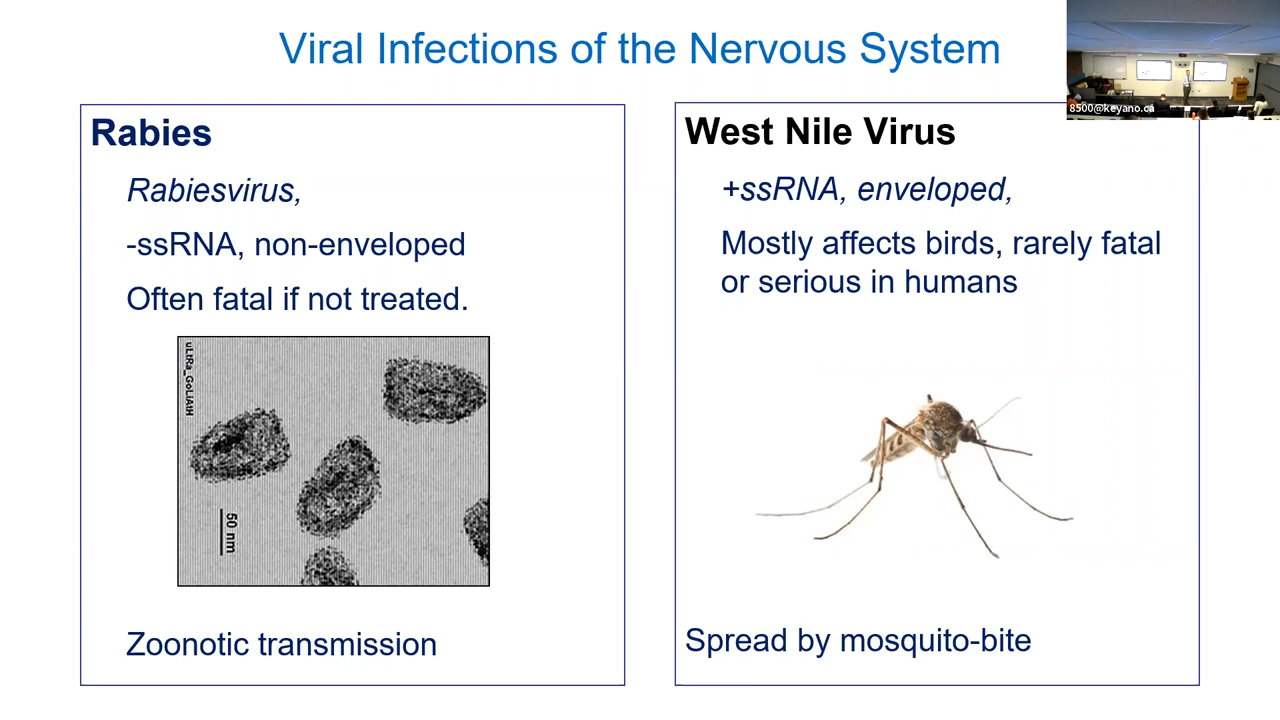 Viral Infections of the Nervous System
8500@keyano.ca
Rabies
Rabiesvirus,
-ssRNA, non-enveloped
Often fatal if not treated.
uLtRa_GoLiAtH
50 nm
Zoonotic transmission
West Nile Virus
+ssRNA, enveloped,
Mostly affects birds, rarely fatal
or serious in humans
Spread by mosquito-bite